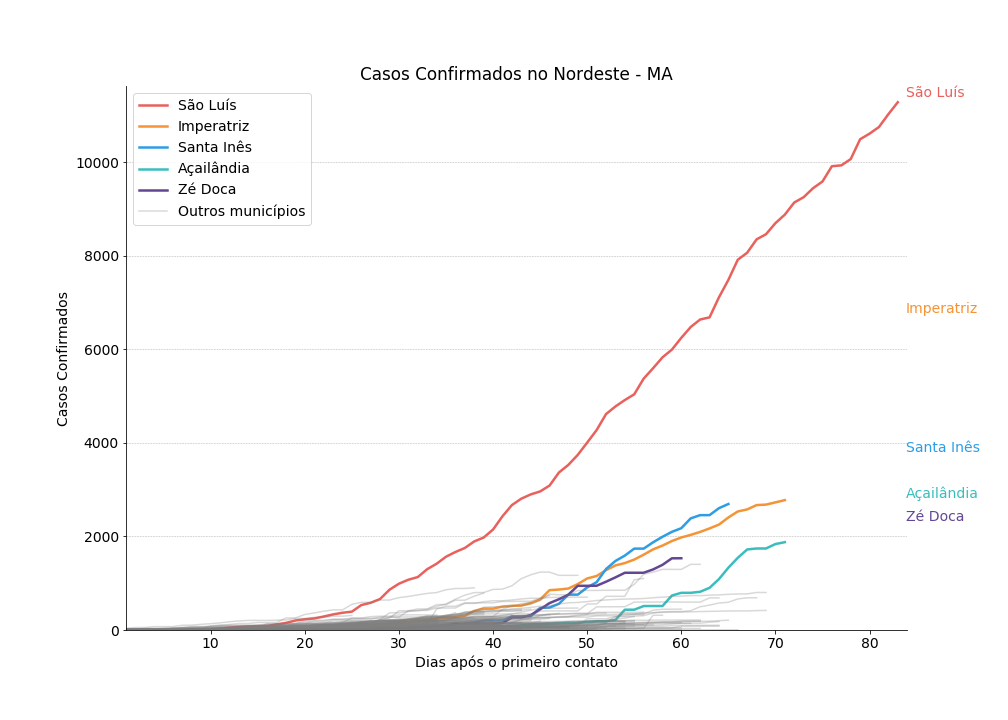 Casos Confirmados no Nordeste - MA
São Luís
Imperatriz
Santa Inês
Açailândia
Zé Doca
Outros municípios
São Luís
Imperatriz
Santa Inês
Açailândia
Zé Doca
Casos Confirmados
10000
8000
6000
4000
2000
0
10 20 30 40 50 60 70 80
Dias após o primeiro contato